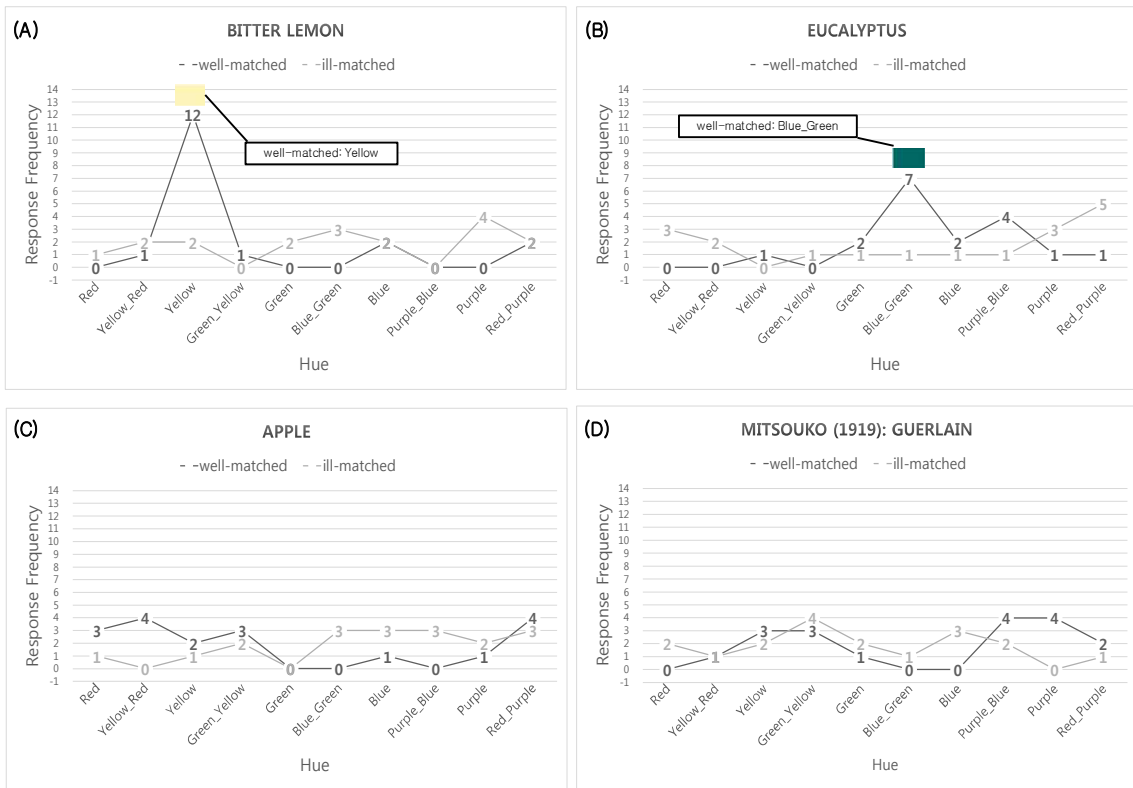 (A)
BITTER LEMON
well-matched ill-matched
14
13
12
11
10
9
8
7
6
5
4
3
2
1
0
-1
Response Frequency
well-matched: Yellow
0 1 12 1 0 0 2 0 0 2
1 2 2 0 2 3 2 0 4 2
Red Yellow_Red Yellow Green_Yellow Green Blue_Green Blue Purple_Blue Purple Red_Purple
Hue
(B)
EUCALYPTUS
well-matched ill-matched
14
13
12
11
10
9
8
7
6
5
4
3
2
1
0
-1
Response Frequency
well-matched: Blue_Green
0 0 1 0 2 7 2 4 1 1
3 2 0 1 1 1 1 1 3 5
Red Yellow_Red Yellow Green_Yellow Green Blue_Green Blue Purple_Blue Purple Red_Purple
Hue
(C)
APPLE
well-matched ill-matched
14
13
12
11
10
9
8
7
6
5
4
3
2
1
0
-1
Response Frequency
3 4 2 3 0 0 1 0 1 4
1 0 1 2 0 3 3 3 2 3
Red Yellow_Red Yellow Green_Yellow Green Blue_Green Blue Purple_Blue Purple Red_Purple
Hue
(D)
MITSOUKO (1919): GUERLAIN
well-matched ill-matched
14
13
12
11
10
9
8
7
6
5
4
3
2
1
0
-1
Response Frequency
0 1 3 3 1 0 0 4 4 2
2 1 2 4 2 1 3 2 0 1
Red Yellow_Red Yellow Green_Yellow Green Blue_Green Blue Purple_Blue Purple Red_Purple
Hue